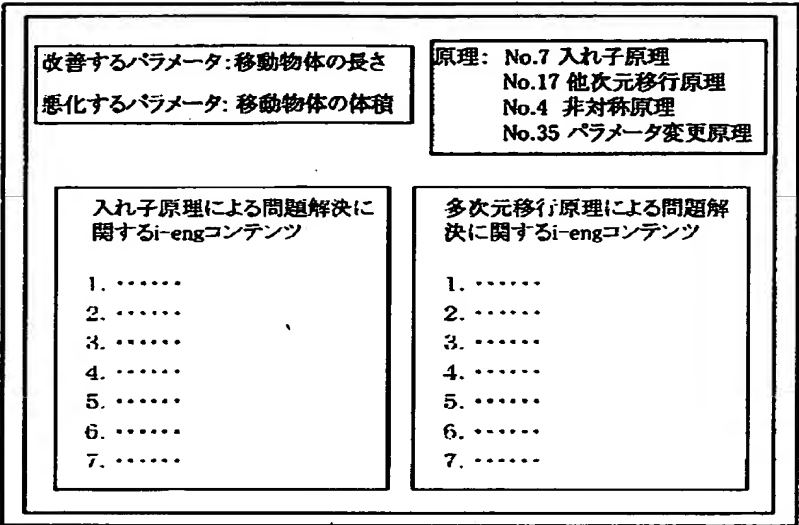 改善するパラメータ:移動物体の長さ
悪化するパラメータ: 移動物体の体積
原理: No.7 入れ子原理
No.17 他次元移行原理
No.4 非対称原理
No.35 パラメータ変更原理
入れ子原理による問題解決に
関するi-engコンテンツ
1. ••••••
2. ••••••
3. ••••••
4. ••••••
5. ••••••
6. ••••••
7. ••••••
多次元移行原理による問題解
決に関するi-engコンテンツ
1. ••••••
2. ••••••
3. ••••••
4. ••••••
5. ••••••
6. ••••••
7. ••••••